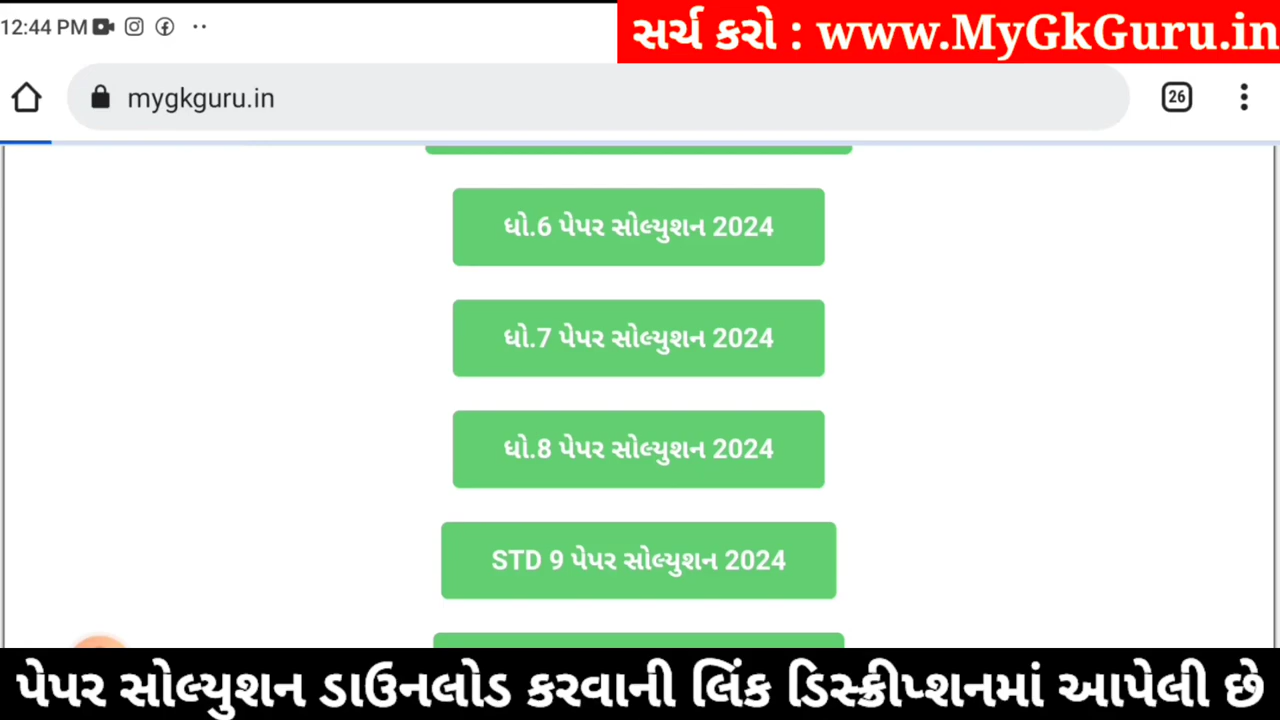 12:44 PM
સર્ચ કરો : www.MyGkGuru.in
mygkguru.in
26
ધો.6 પેપર સોલ્યુશન 2024
ધો.7 પેપર સોલ્યુશન 2024
ધો.8 પેપર સોલ્યુશન 2024
STD 9 પેપર સોલ્યુશન 2024
પેપર સોલ્યુશન ડાઉનલોડ કરવાની લિંક ડિસ્ક્રીપ્શનમાં આપેલી છે